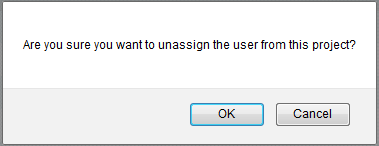 Are you sure you want to unassign the user from this project?
OK
Cancel